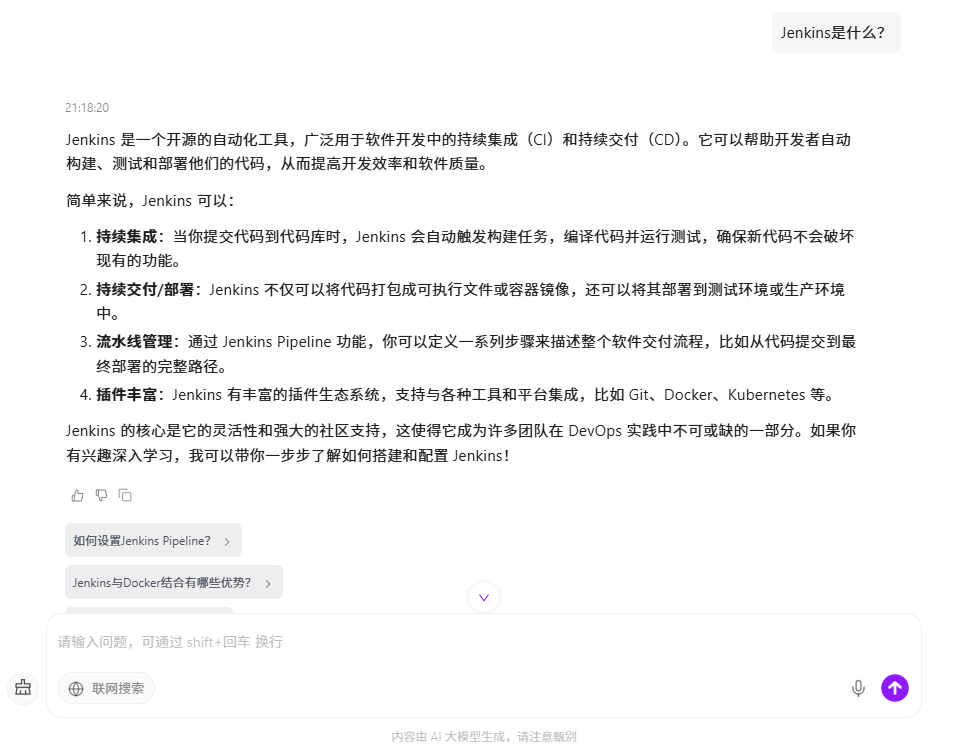 Jenkins是什么？
21:18:20
Jenkins 是一个开源的自动化工具，广泛用于软件开发中的持续集成（CI）和持续交付（CD）。它可以帮助开发者自动
构建、测试和部署他们的代码，从而提高开发效率和软件质量。
简单来说，Jenkins 可以：
1. 持续集成：当你提交代码到代码库时，Jenkins 会自动触发构建任务，编译代码并运行测试，确保新代码不会破坏
现有的功能。
2. 持续交付/部署：Jenkins 不仅可以将代码打包成可执行文件或容器镜像，还可以将其部署到测试环境或生产环境
中。
3. 流水线管理：通过 Jenkins Pipeline 功能，你可以定义一系列步骤来描述整个软件交付流程，比如从代码提交到最
终部署的完整路径。
4. 插件丰富：Jenkins 有丰富的插件生态系统，支持与各种工具和平台集成，比如 Git、Docker、Kubernetes 等。
Jenkins 的核心是它的灵活性和强大的社区支持，这使得它成为许多团队在 DevOps 实践中不可或缺的一部分。如果你
有兴趣深入学习，我可以带你一步步了解如何搭建和配置 Jenkins！
如何设置Jenkins Pipeline？
Jenkins与Docker结合有哪些优势？
请输入问题，可通过 shift+回车 换行
联网搜索
内容由 AI 大模型生成，请注意甄别